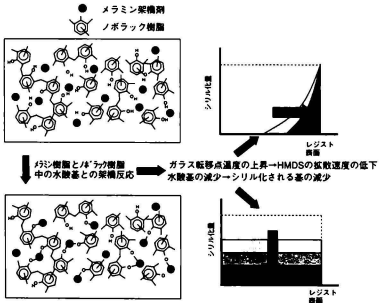 メラミン架橋剤
ノボラック樹脂
シリル化量
レジスト
樹脂
メラミン樹脂とノボラック樹脂
中の水酸基との架橋反応
ガラス転移点温度の上昇→HMDSの拡散速度の低下
水酸基の減少→シリル化される基の減少
シリル化量
レジスト
樹脂